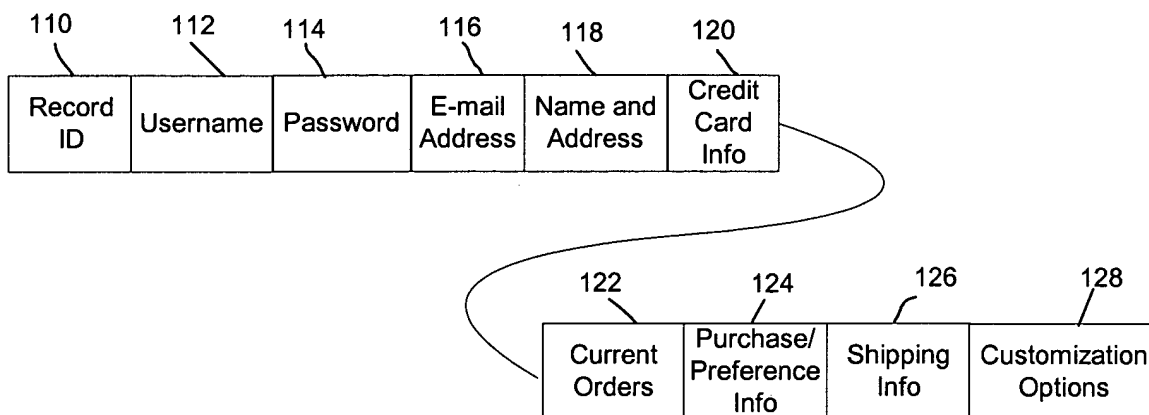 110 112 114 116 118 120
Record ID
Username
Password
E-mail Address
Name and Address
Credit Card Info
122 124 126 128
Current Orders
Purchase/ Preference Info
Shipping Info
Customization Options